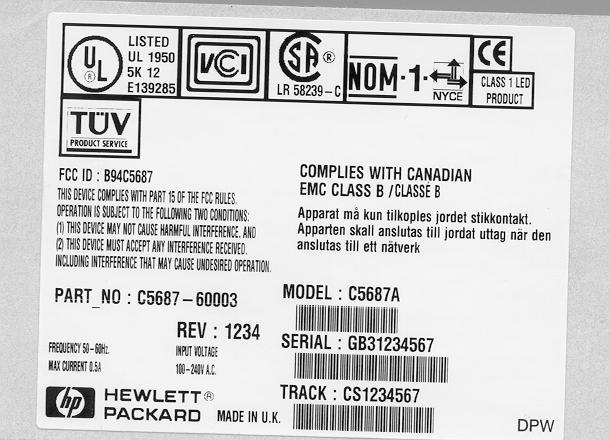 UL ® LISTED
UL 1950
5K 12
E139285
VCI
SA ®
LR 58239-C
NOM·1·
NYCE
CE
CLASS 1 LED
PRODUCT
TÜV
PRODUCT SERVICE
FCC ID : B94C5687
THIS DEVICE COMPLIES WITH PART 15 OF THE FCC RULES.
OPERATION IS SUBJECT TO THE FOLLOWING TWO CONDITIONS:
(1) THIS DEVICE MAY NOT CAUSE HARMFUL INTERFERENCE. AND
(2) THIS DEVICE MUST ACCEPT ANY INTERFERENCE RECEIVED.
INCLUDING INTERFERENCE THAT MAY CAUSE UNDESIRED OPERATION.
COMPLIES WITH CANADIAN
EMC CLASS B /CLASSÉ B
Apparat må kun tilkoples jordet stikkontakt.
Apparten skall anslutas till jordat uttag när den
anslutas till ett nätverk
PART_NO : C5687-60003
REV : 1234
FREQUENCY 50-60Hz.
MAX CURRENT 0.5A
INPUT VOLTAGE
100-240V A.C.
MODEL : C5687A
SERIAL : GB31234567
TRACK : CS1234567
hp HEWLETT®
PACKARD
MADE IN U.K.
DPW